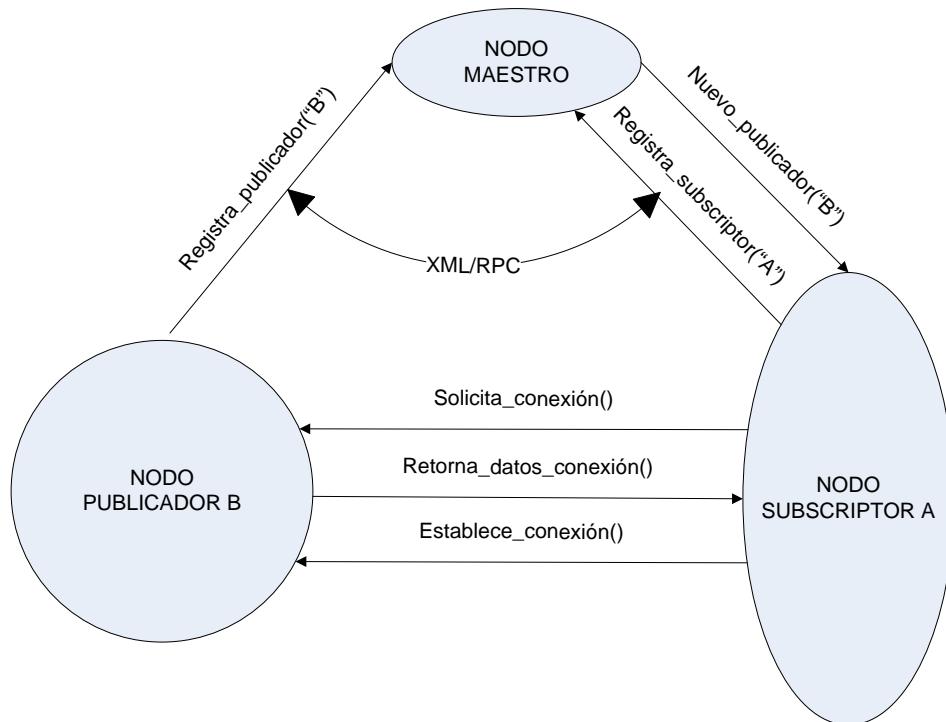 NODO
MAESTRO
Registra_publicador(“B”)
Nuevo_publicador(“B”)
Registra_subscriptor(“A”)
XML/RPC
Solicita_conexión()
Retorna_datos_conexión()
Establece_conexión()
NODO
PUBLICADOR B
NODO
SUBSCRIPTOR A